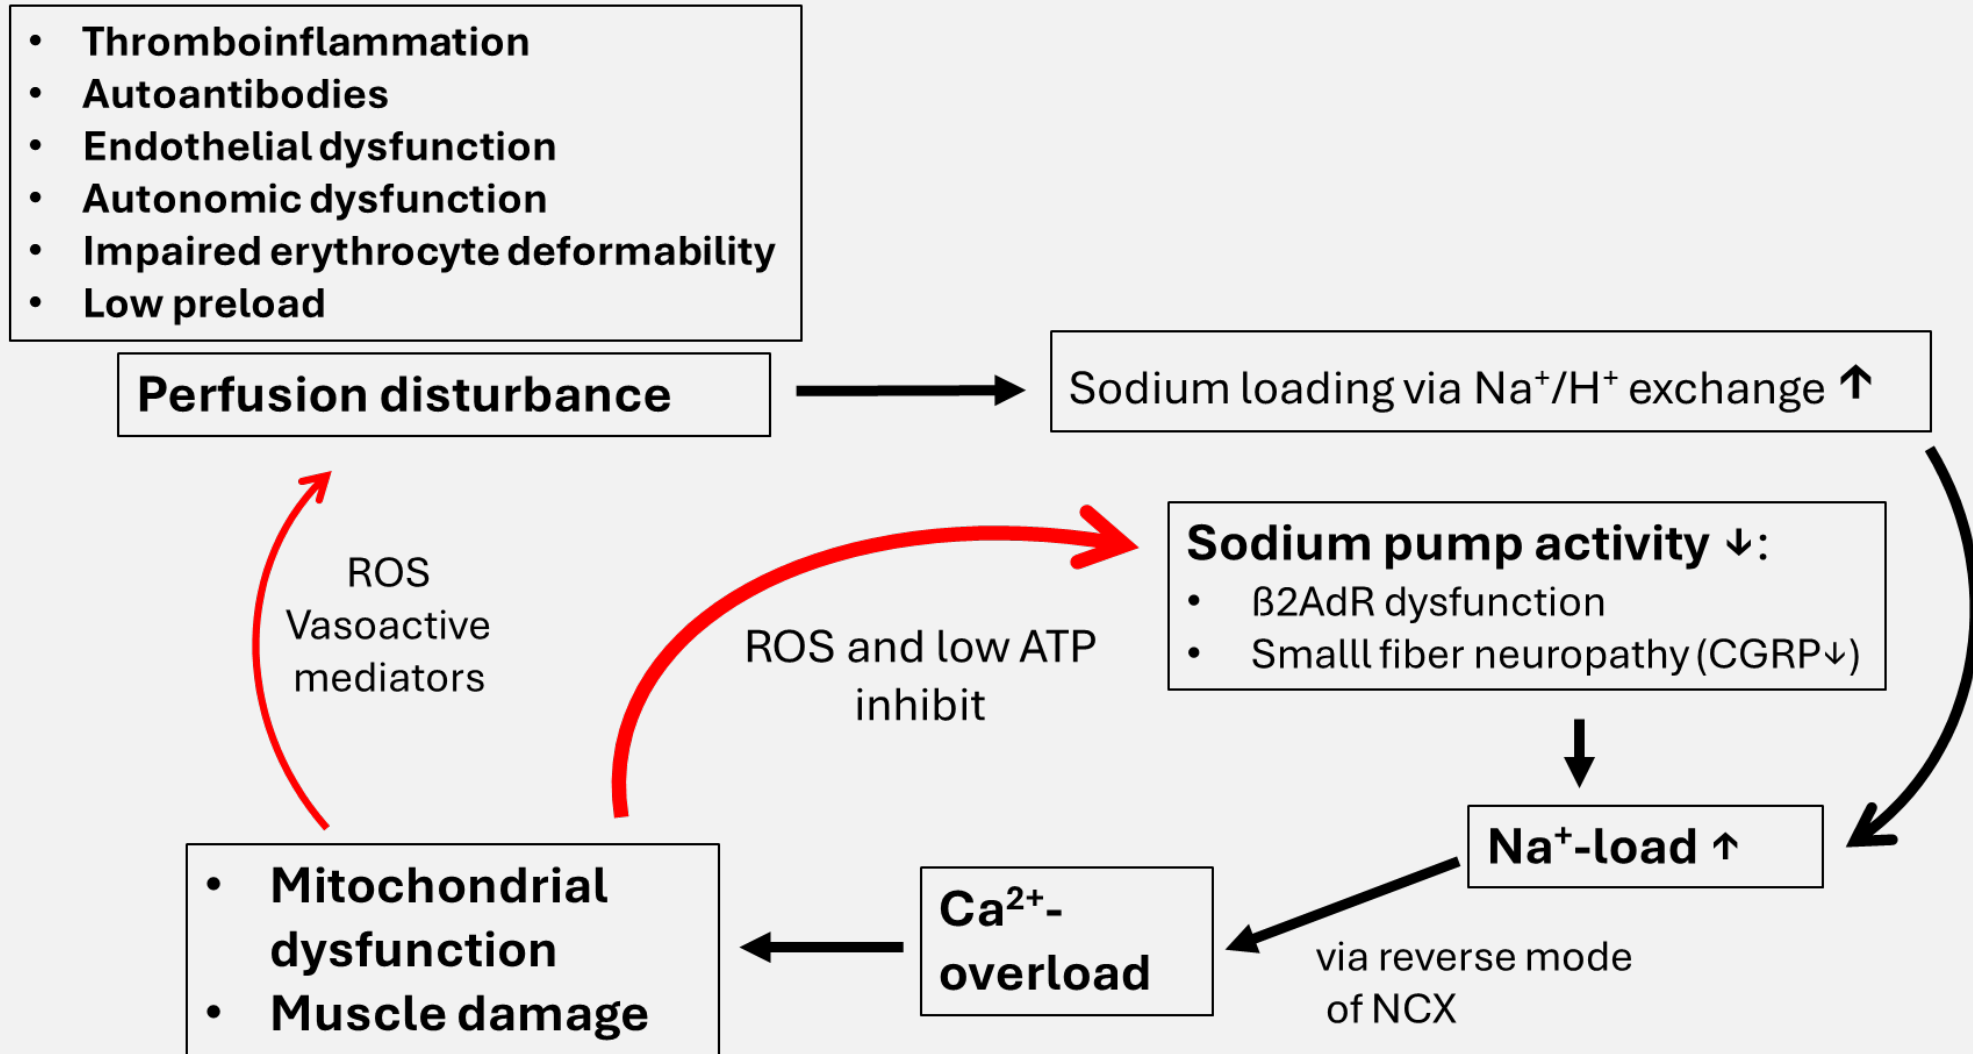 • Thromboinflammation
• Autoantibodies
• Endothelial dysfunction
• Autonomic dysfunction
• Impaired erythrocyte deformability
• Low preload
Perfusion disturbance
Sodium loading via Na⁺/H⁺ exchange ↑
ROS
Vasoactive
mediators
ROS and low ATP
inhibit
Sodium pump activity ↓:
• ß2AdR dysfunction
• Smalll fiber neuropathy (CGRP↓)
Na⁺-load ↑
via reverse mode
of NCX
Ca²⁺-
overload
• Mitochondrial
dysfunction
• Muscle damage